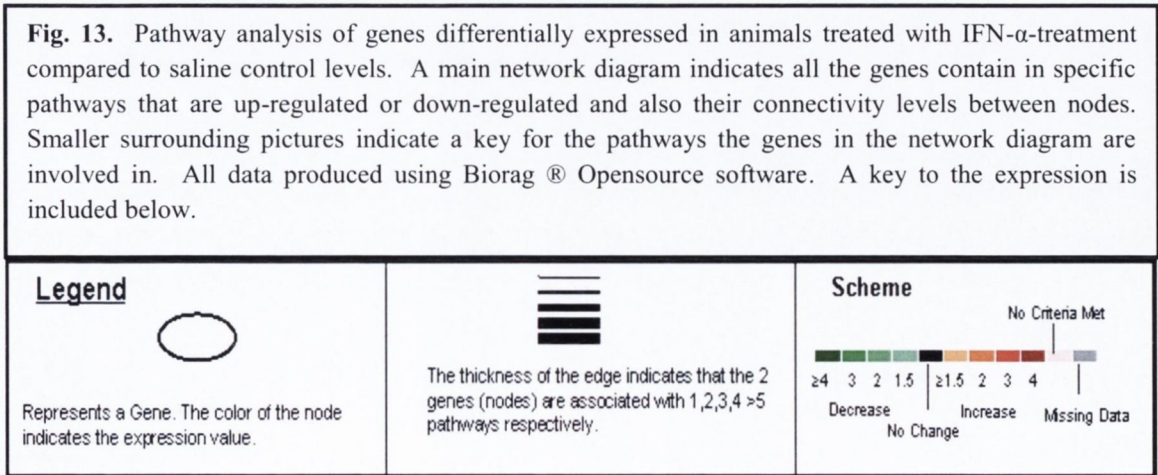 Fig. 13. Pathway analysis of genes differentially expressed in animals treated with IFN-α-treatment
compared to saline control levels. A main network diagram indicates all the genes contain in specific
pathways that are up-regulated or down-regulated and also their connectivity levels between nodes.
Smaller surrounding pictures indicate a key for the pathways the genes in the network diagram are
involved in. All data produced using Biorag ® Opensource software. A key to the expression is
included below.
Legend
Represents a Gene. The color of the node
indicates the expression value.
The thickness of the edge indicates that the 2
genes (nodes) are associated with 1,2,3,4 >5
pathways respectively.
Scheme
No Criteria Met
≥4 3 2 1.5 ≥1.5 2 3 4
Decrease Increase Missing Data
No Change